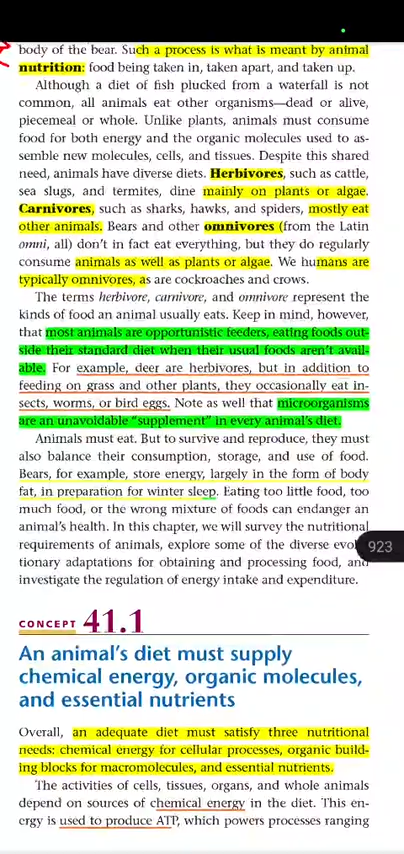 body of the bear. Such a process is what is meant by animal
nutrition: food being taken in, taken apart, and taken up.
Although a diet of fish plucked from a waterfall is not
common, all animals eat other organisms—dead or alive,
piecemeal or whole. Unlike plants, animals must consume
food for both energy and the organic molecules used to as-
semble new molecules, cells, and tissues. Despite this shared
need, animals have diverse diets. Herbivores, such as cattle,
sea slugs, and termites, dine mainly on plants or algae.
Carnivores, such as sharks, hawks, and spiders, mostly eat
other animals. Bears and other omnivores (from the Latin
omni, all) don't in fact eat everything, but they do regularly
consume animals as well as plants or algae. We humans are
typically omnivores, as are cockroaches and crows.
The terms herbivore, carnivore, and omnivore represent the
kinds of food an animal usually eats. Keep in mind, however,
that most animals are opportunistic feeders, eating foods out-
side their standard diet when their usual foods aren't avail-
able. For example, deer are herbivores, but in addition to
feeding on grass and other plants, they occasionally eat in-
sects, worms, or bird eggs. Note as well that microorganisms
are an unavoidable "supplement" in every animal's diet.
Animals must eat. But to survive and reproduce, they must
also balance their consumption, storage, and use of food.
Bears, for example, store energy, largely in the form of body
fat, in preparation for winter sleep. Eating too little food, too
much food, or the wrong mixture of foods can endanger an
animal's health. In this chapter, we will survey the nutritional
requirements of animals, explore some of the diverse evolu-
tionary adaptations for obtaining and processing food, and
investigate the regulation of energy intake and expenditure.
923
CONCEPT 41.1
An animal's diet must supply
chemical energy, organic molecules,
and essential nutrients
Overall, an adequate diet must satisfy three nutritional
needs: chemical energy for cellular processes, organic build-
ing blocks for macromolecules, and essential nutrients.
The activities of cells, tissues, organs, and whole animals
depend on sources of chemical energy in the diet. This en-
ergy is used to produce ATP, which powers processes ranging